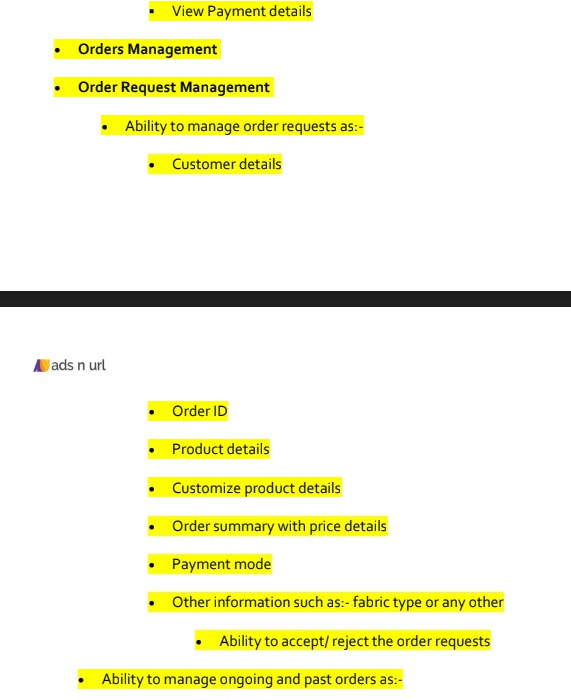 ▪ View Payment details
• Orders Management
• Order Request Management
• Ability to manage order requests as:-
• Customer details
ads n url
• Order ID
• Product details
• Customize product details
• Order summary with price details
• Payment mode
• Other information such as:- fabric type or any other
• Ability to accept/ reject the order requests
• Ability to manage ongoing and past orders as:-